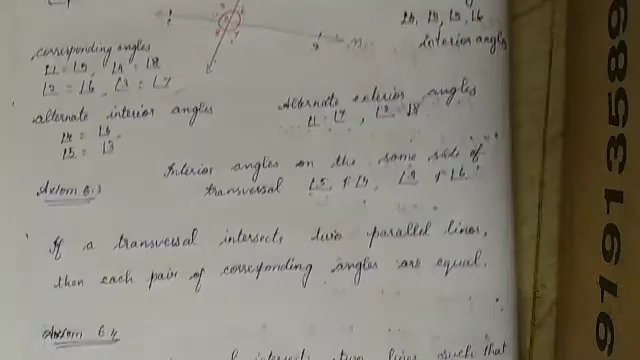 ∠4, ∠3, ∠5, ∠6
interior angles
corresponding angles
∠1 = ∠5, ∠4 = ∠8
∠2 = ∠6, ∠3 = ∠7
alternate interior angles
∠4 = ∠6
∠5 = ∠3
Alternate exterior angles
∠1 = ∠7, ∠2 ∠8
Interior angles on the same side of
transversal ∠5, ∠4, ∠3 ∠6
Axiom 6.3
If a transversal intersects two parallel lines,
then each pair of corresponding angles are equal.
Axiom 6.4
two lines such that
9191358